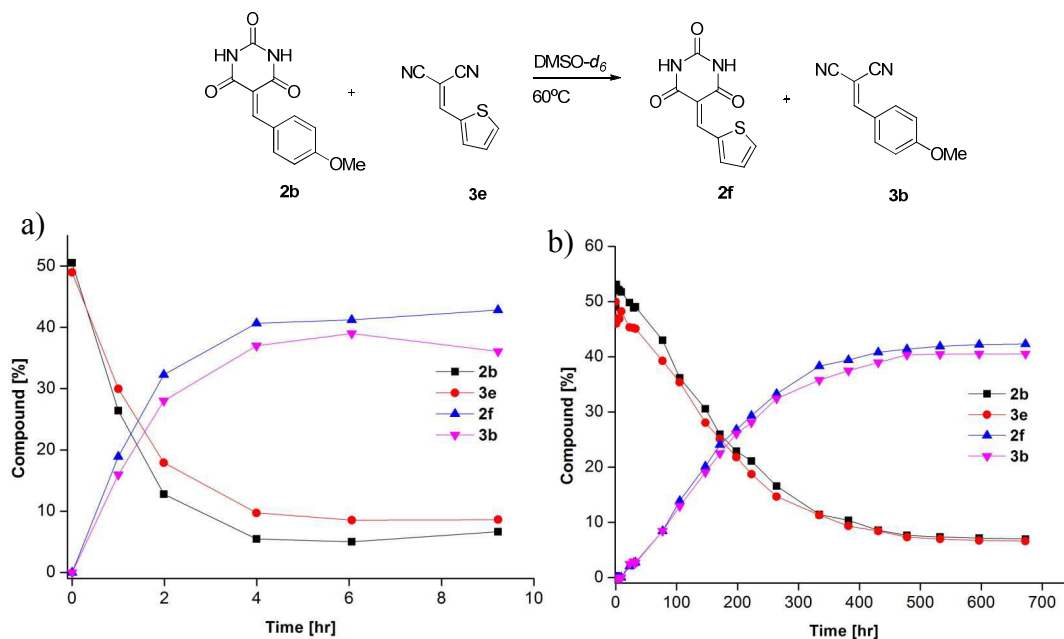 O
HN
NH
O
O
OMe
2b
+
NC
CN
S
3e
DMSO-d6
60ºC
O
HN
NH
O
O
S
2f
+
NC
CN
OMe
3b
a)
Compound [%]
50
40
30
20
10
0
2b
3e
2f
3b
0 2 4 6 8 10
Time [hr]
b)
Compound [%]
60
50
40
30
20
10
0
2b
3e
2f
3b
0 100 200 300 400 500 600 700
Time [hr]